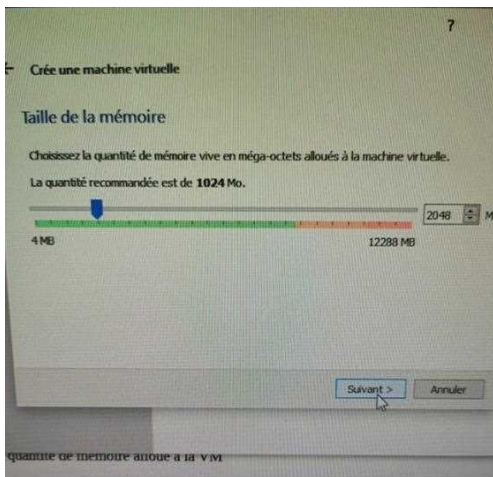 ?
Crée une machine virtuelle
Taille de la mémoire
Choisissez la quantité de mémoire vive en méga-octets alloués à la machine virtuelle.
La quantité recommandée est de 1024 Mo.
2048 M
4 MB 12288 MB
Suivant > Annuler
quantité de mémoire alloué à la VM